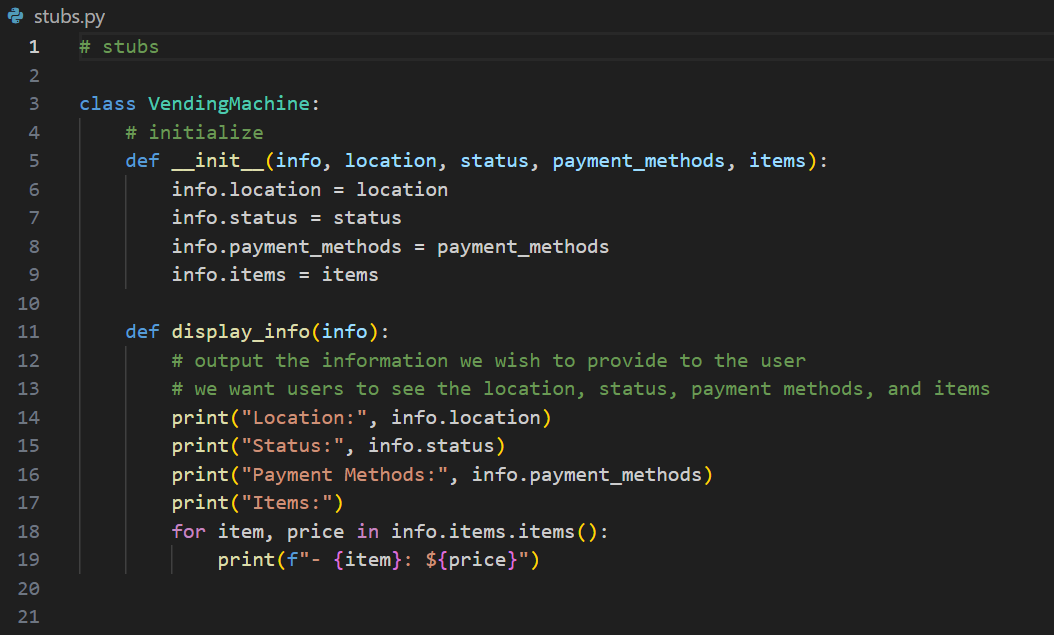 stubs.py
1 # stubs
2
3 class VendingMachine:
4     # initialize
5     def __init__(info, location, status, payment_methods, items):
6         info.location = location
7         info.status = status
8         info.payment_methods = payment_methods
9         info.items = items
10
11     def display_info(info):
12         # output the information we wish to provide to the user
13         # we want users to see the location, status, payment methods, and items
14         print("Location:", info.location)
15         print("Status:", info.status)
16         print("Payment Methods:", info.payment_methods)
17         print("Items:")
18         for item, price in info.items.items():
19             print(f"- {item}: ${price}")
20
21